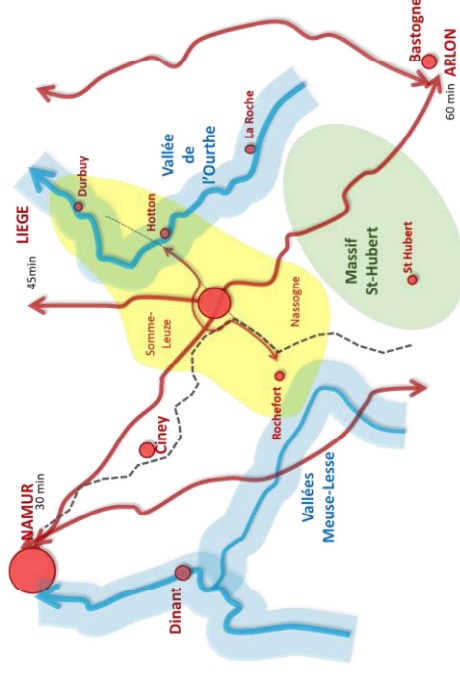 NAMUR
30 min
LIEGE
45min
Durbuy
Vallée
de
l'Ourthe
Hotton
La Roche
Somme-
Leuze
Ciney
Nassogne
Rochefort
Dinant
Vallées
Meuse-Lesse
Massif
St-Hubert
St Hubert
Bastogne
ARLON
60 min